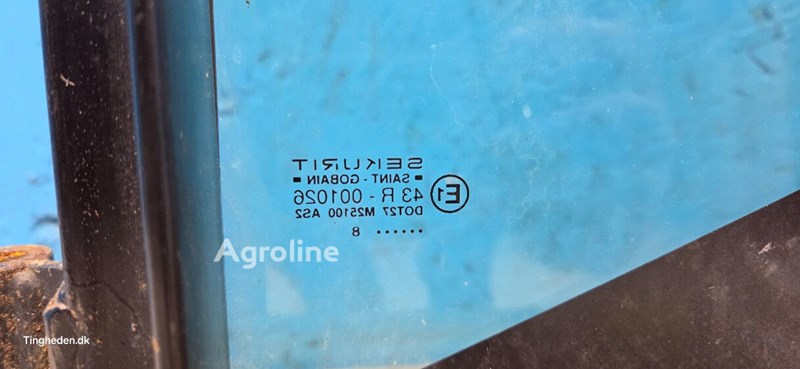 SEKURIT
SAINT - GOBAIN
E1
43 R - 001026
DOT27 M25100 AS2
...... 8
Agroline
Tingheden.dk